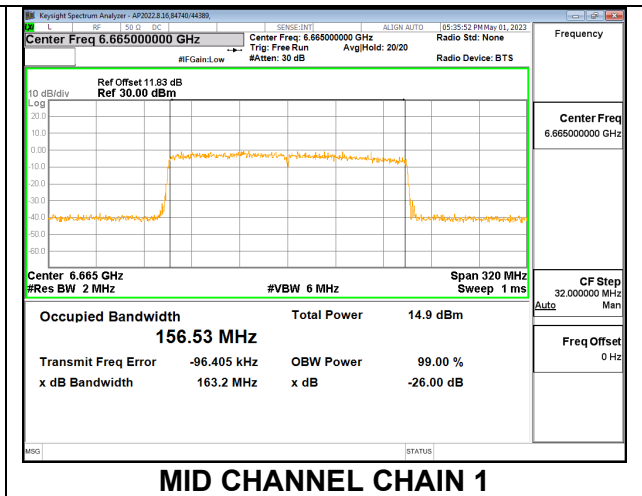 Keysight Spectrum Analyzer - AP2022.8.16,84740/44389,
L RF 50 Ω DC SENSE:INT ALIGN AUTO 05:35:52 PM May 01, 2023
Center Freq 6.665000000 GHz
Center Freq: 6.665000000 GHz Radio Std: None
Trig: Free Run Avg|Hold: 20/20
#IFGain:Low #Atten: 30 dB Radio Device: BTS
Frequency
Ref Offset 11.83 dB
10 dB/div Ref 30.00 dBm
Log
20.0
10.0
0.00
-10.0
-20.0
-30.0
-40.0
-50.0
-60.0
Center 6.665 GHz Span 320 MHz
#Res BW 2 MHz #VBW 6 MHz Sweep 1 ms
Center Freq
6.665000000 GHz
CF Step
32.000000 MHz
Auto Man
Freq Offset
0 Hz
Occupied Bandwidth Total Power 14.9 dBm
156.53 MHz
Transmit Freq Error -96.405 kHz OBW Power 99.00 %
x dB Bandwidth 163.2 MHz x dB -26.00 dB
MSG STATUS
MID CHANNEL CHAIN 1